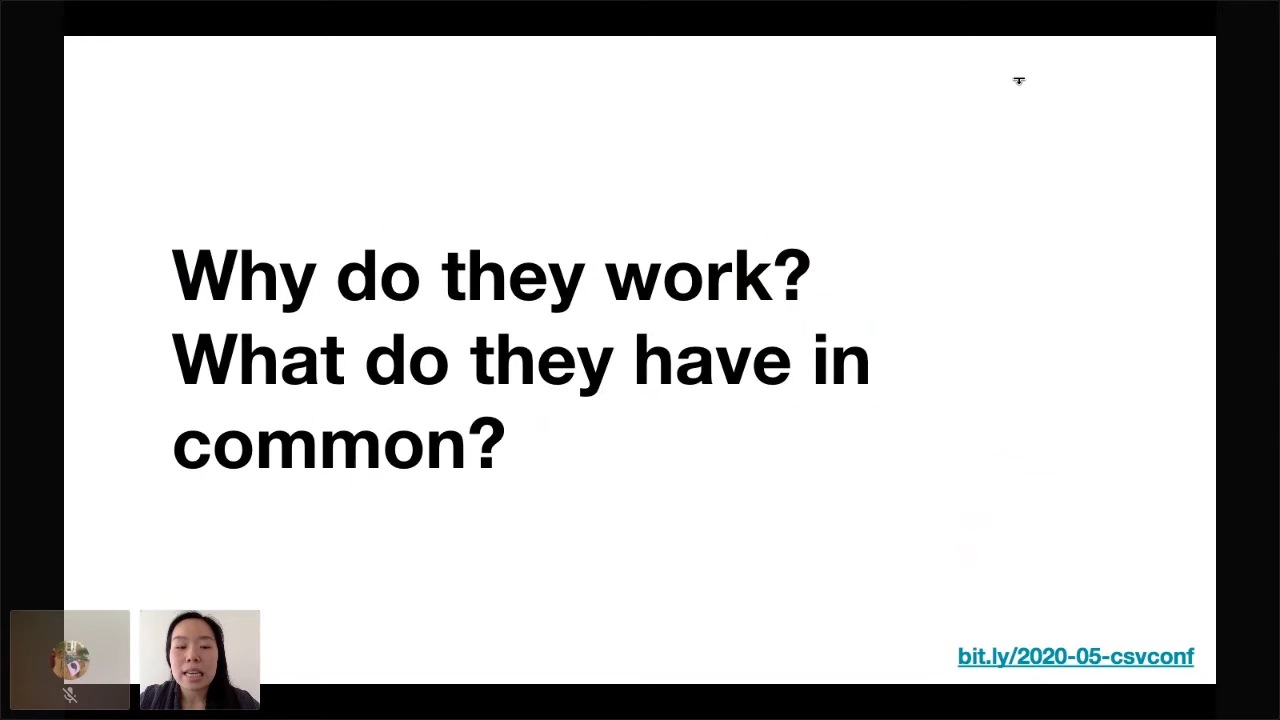 Why do they work?
What do they have in
common?
bit.ly/2020-05-csvconf